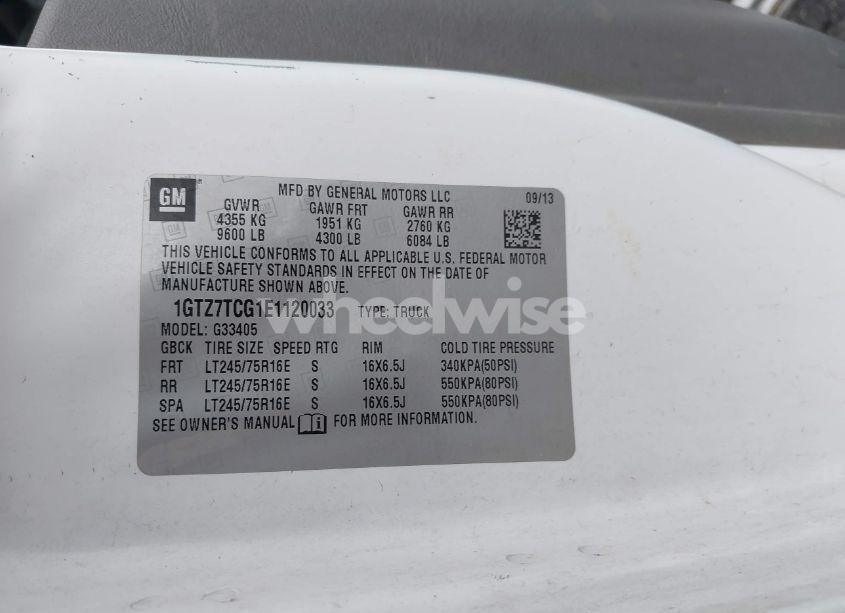 GM
MFD BY GENERAL MOTORS LLC 09/13
GVWR GAWR FRT GAWR RR
4355 KG 1951 KG 2760 KG
9600 LB 4300 LB 6084 LB
THIS VEHICLE CONFORMS TO ALL APPLICABLE U.S. FEDERAL MOTOR
VEHICLE SAFETY STANDARDS IN EFFECT ON THE DATE OF
MANUFACTURE SHOWN ABOVE.
1GTZ7TCG1E1120033 TYPE: TRUCK
MODEL: G33405
GBCK TIRE SIZE SPEED RTG RIM COLD TIRE PRESSURE
FRT LT245/75R16E S 16X6.5J 340KPA(50PSI)
RR LT245/75R16E S 16X6.5J 550KPA(80PSI)
SPA LT245/75R16E S 16X6.5J 550KPA(80PSI)
SEE OWNER'S MANUAL i FOR MORE INFORMATION.
wheelwise